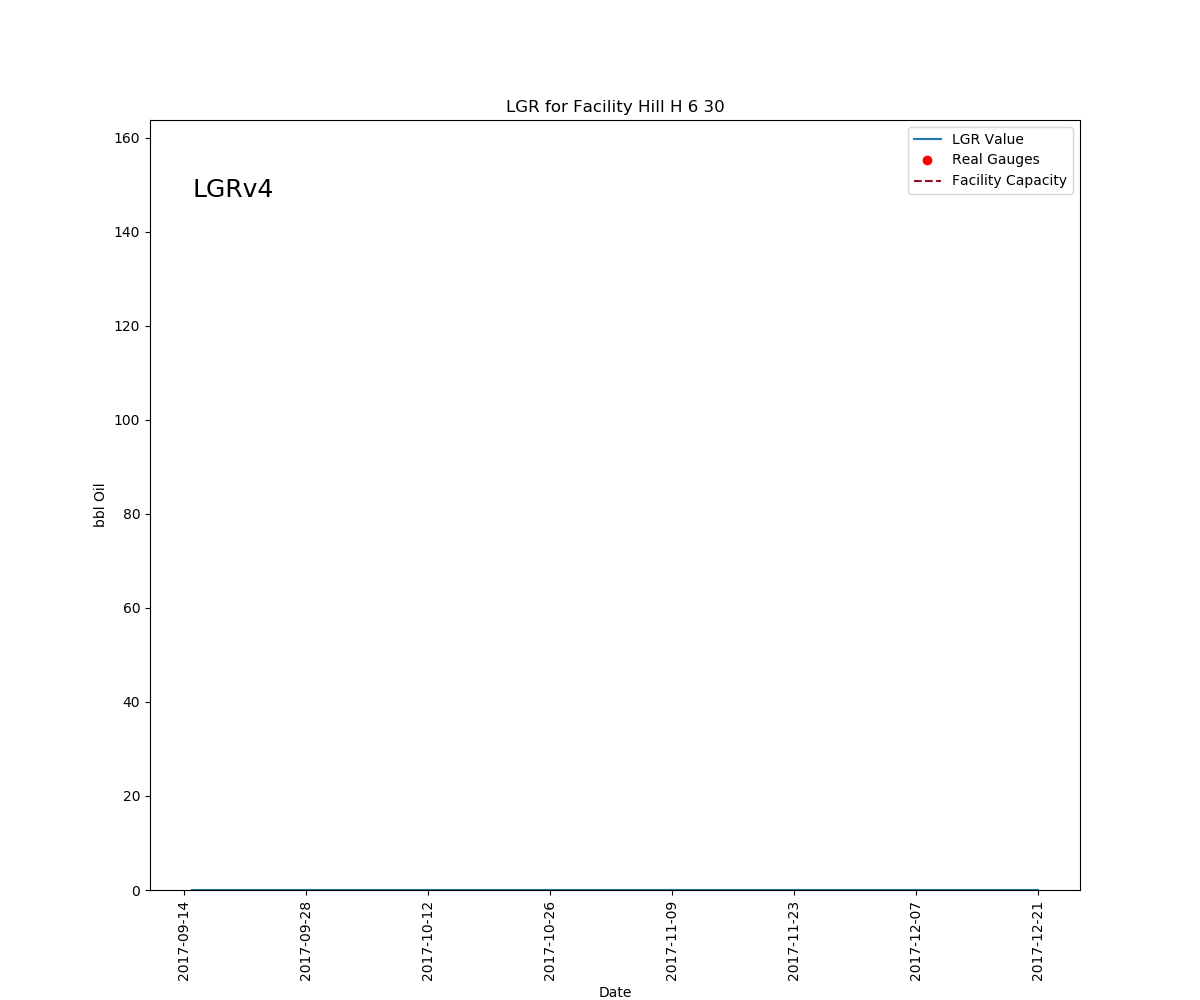 LGR for Facility Hill H 6 30
LGR Value
Real Gauges
Facility Capacity
LGRv4
160
140
120
100
80
60
40
20
0
bbl Oil
2017-09-14
2017-09-28
2017-10-12
2017-10-26
2017-11-09
2017-11-23
2017-12-07
2017-12-21
Date